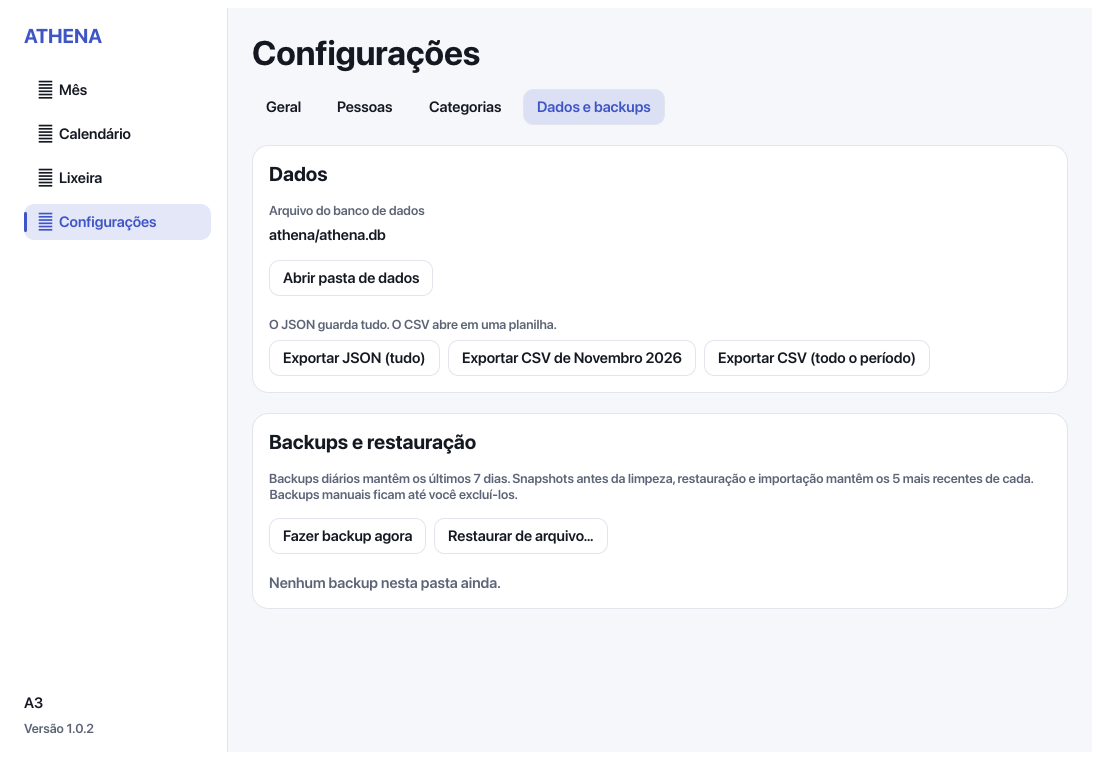 ATHENA
Mês
Calendário
Lixeira
Configurações
A3
Versão 1.0.2
Configurações
Geral
Pessoas
Categorias
Dados e backups
Dados
Arquivo do banco de dados
athena/athena.db
Abrir pasta de dados
O JSON guarda tudo. O CSV abre em uma planilha.
Exportar JSON (tudo)
Exportar CSV de Novembro 2026
Exportar CSV (todo o período)
Backups e restauração
Backups diários mantêm os últimos 7 dias. Snapshots antes da limpeza, restauração e importação mantêm os 5 mais recentes de cada.
Backups manuais ficam até você excluí-los.
Fazer backup agora
Restaurar de arquivo...
Nenhum backup nesta pasta ainda.